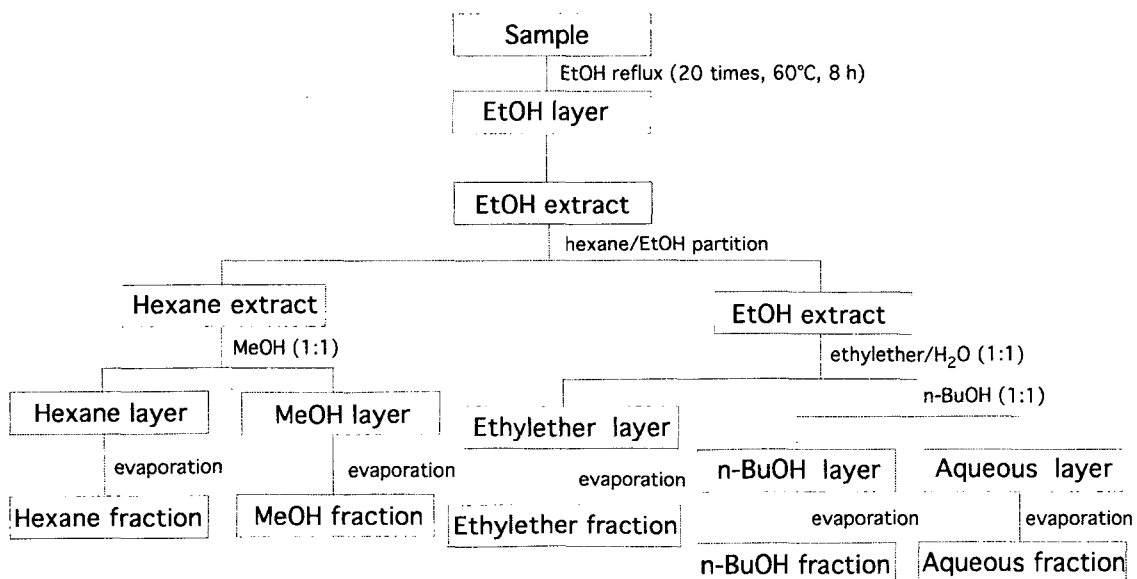 Sample
EtOH reflux (20 times, 60°C, 8 h)
EtOH layer
EtOH extract
hexane/EtOH partition
Hexane extract
EtOH extract
MeOH (1:1)
ethylether/H₂O (1:1)
n-BuOH (1:1)
Hexane layer
MeOH layer
Ethylether layer
n-BuOH layer
Aqueous layer
evaporation
evaporation
evaporation
Hexane fraction
MeOH fraction
Ethylether fraction
evaporation
evaporation
n-BuOH fraction
Aqueous fraction